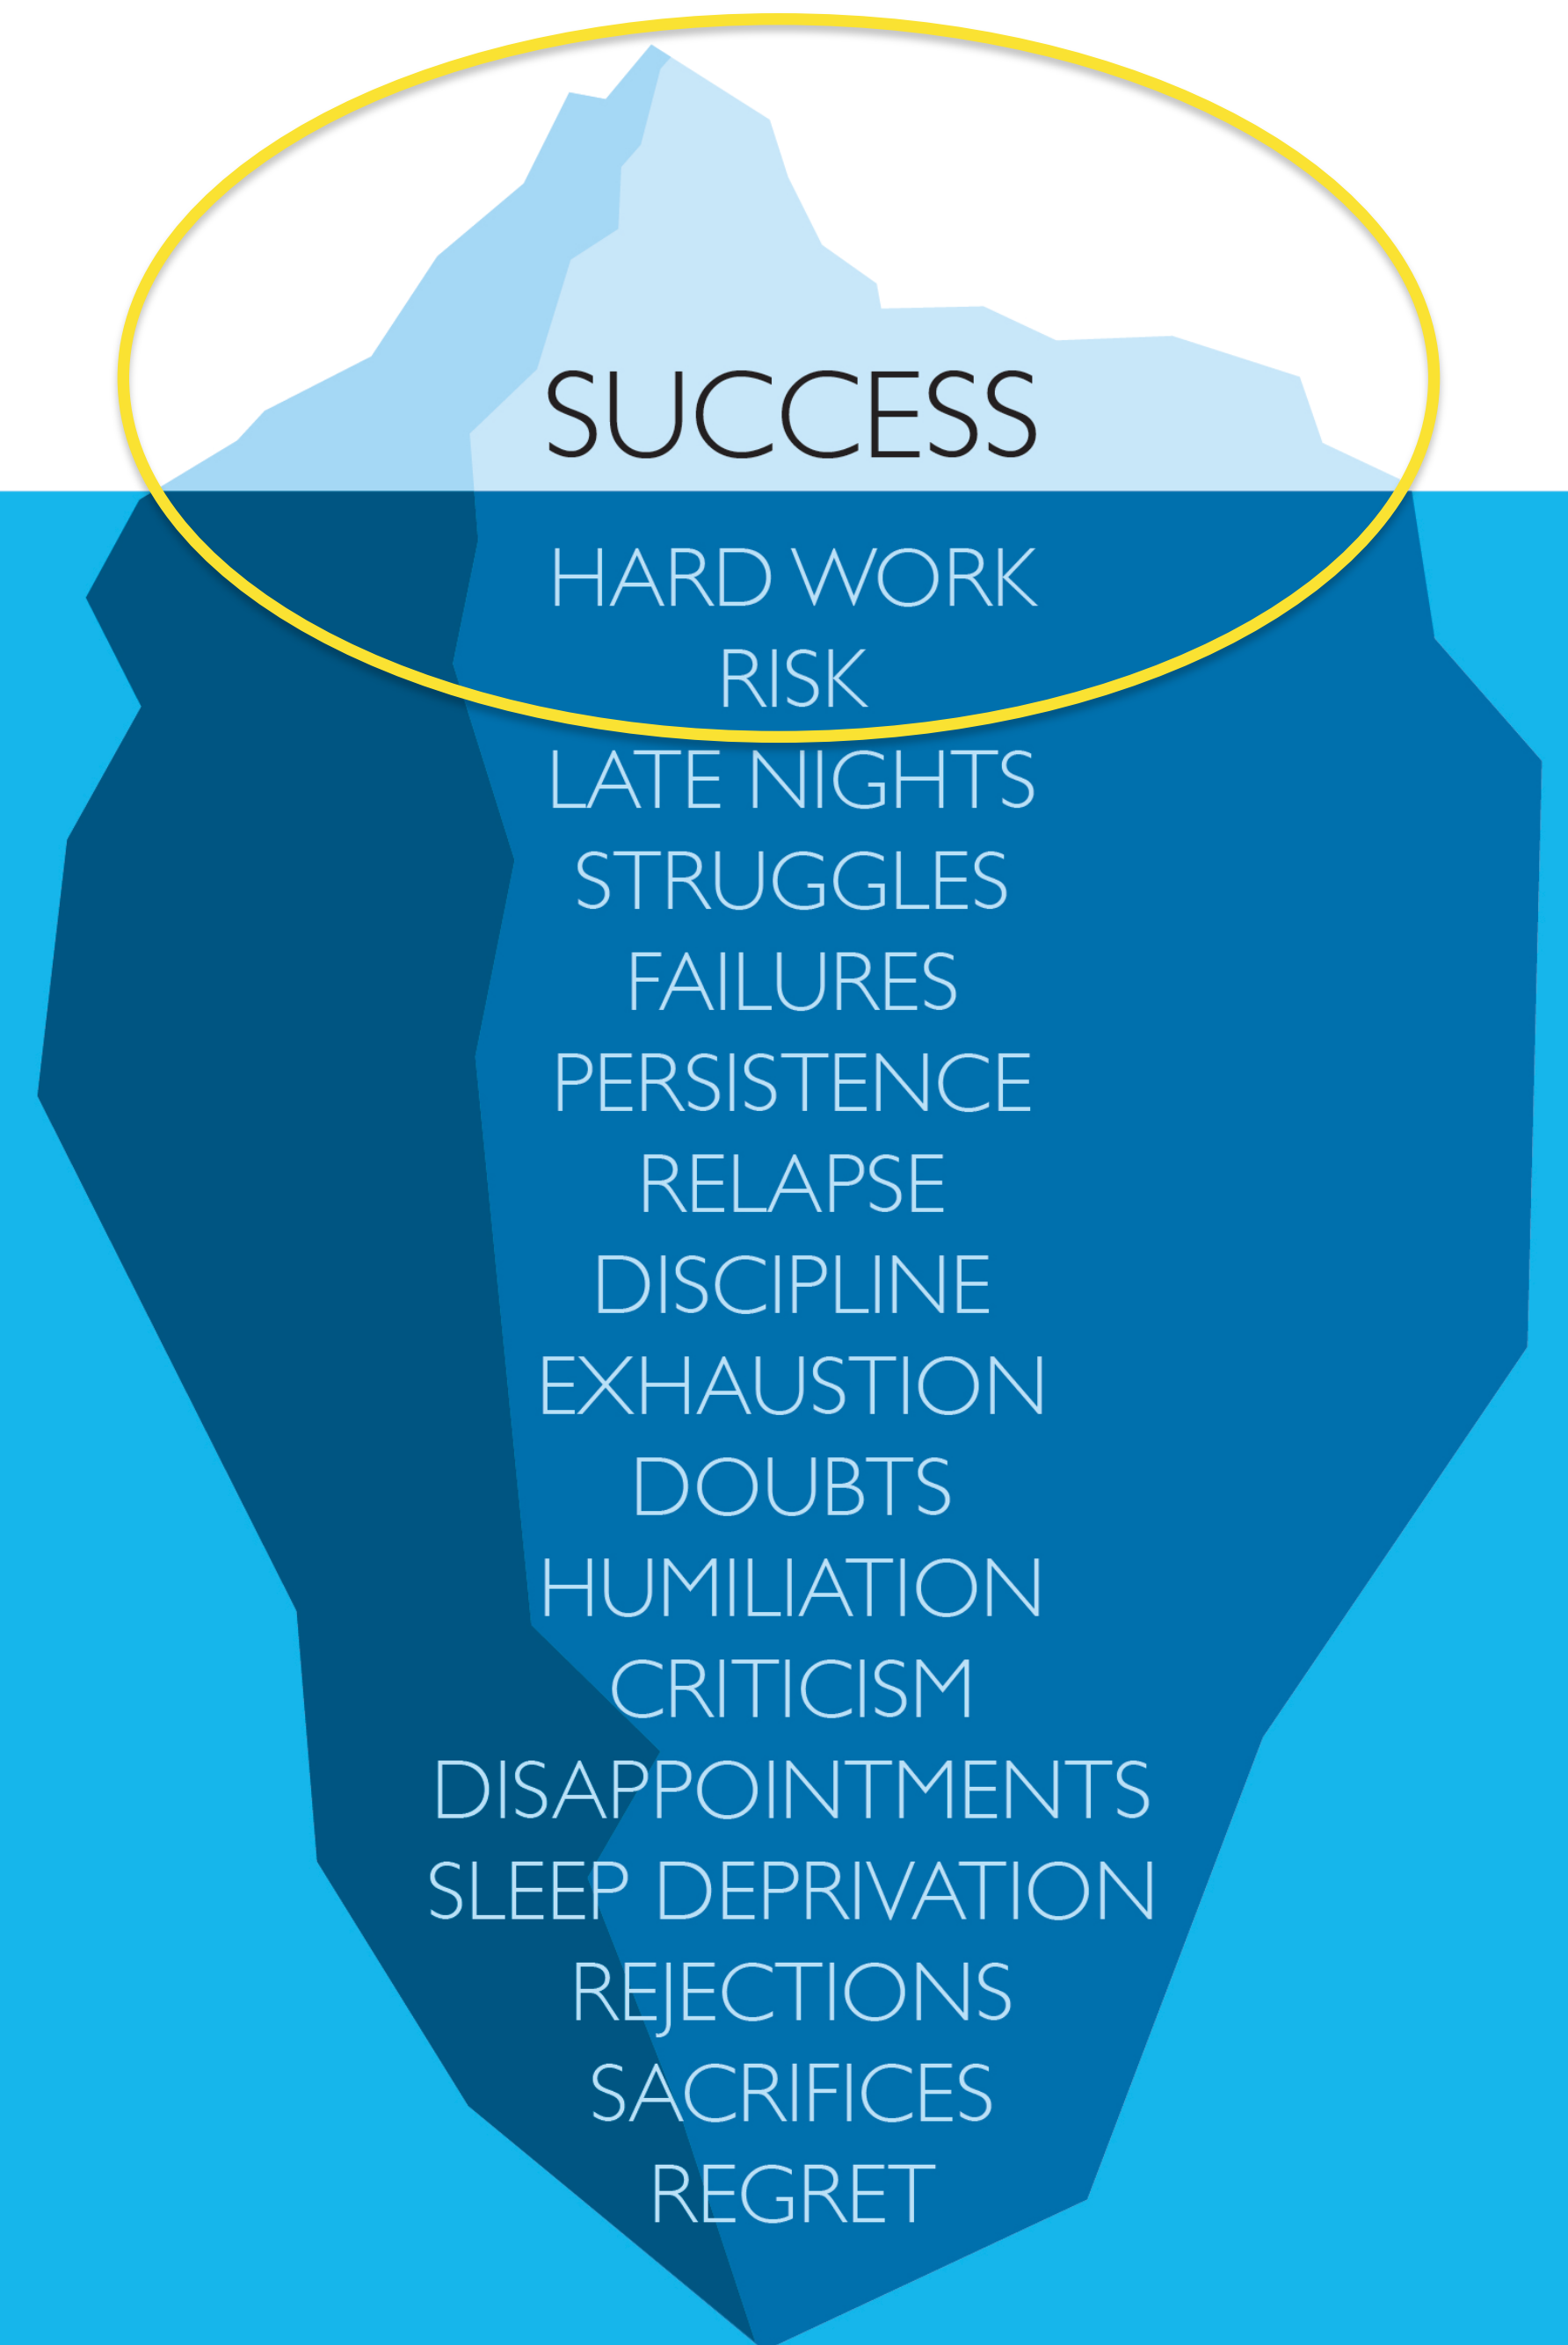 SUCCESS
HARD WORK
RISK
LATE NIGHTS
STRUGGLES
FAILURES
PERSISTENCE
RELAPSE
DISCIPLINE
EXHAUSTION
DOUBTS
HUMILIATION
CRITICISM
DISAPPOINTMENTS
SLEEP DEPRIVATION
REJECTIONS
SACRIFICES
REGRET